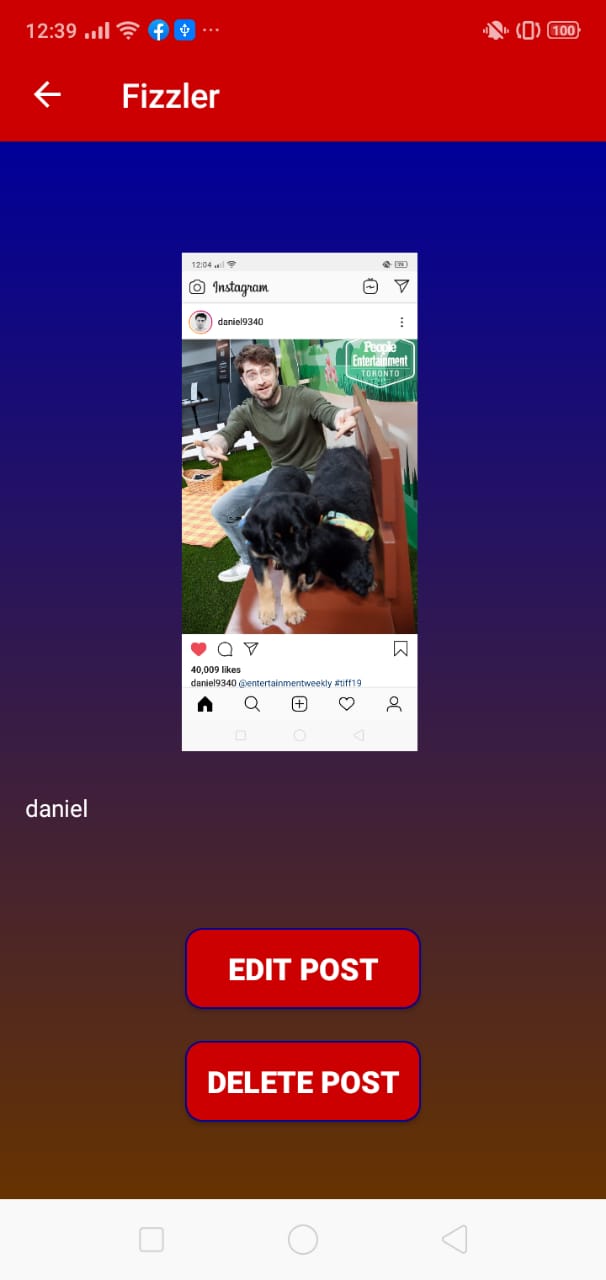 12:39
100
Fizzler
12:04
Instagram
daniel9340
People
Entertainment
TORONTO
40,009 likes
daniel9340 @entertainmentweekly #tiff19
daniel
EDIT POST
DELETE POST